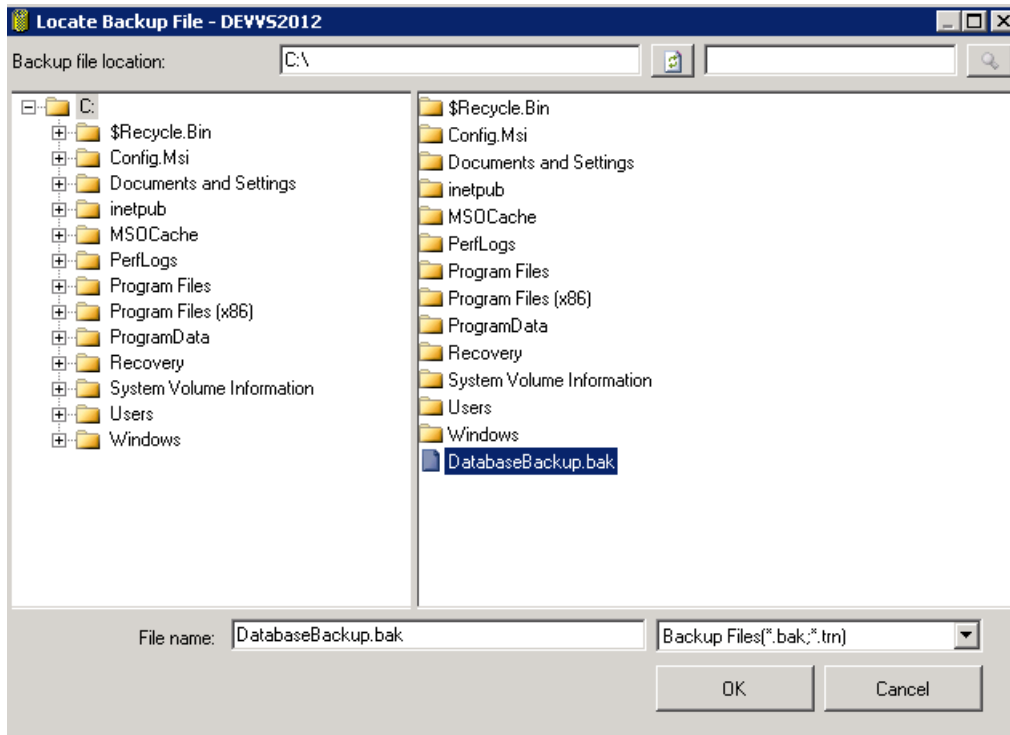 Locate Backup File - DEVVS2012
Backup file location: C:\
C:
$Recycle.Bin
Config.Msi
Documents and Settings
inetpub
MSOCache
PerfLogs
Program Files
Program Files (x86)
ProgramData
Recovery
System Volume Information
Users
Windows
$Recycle.Bin
Config.Msi
Documents and Settings
inetpub
MSOCache
PerfLogs
Program Files
Program Files (x86)
ProgramData
Recovery
System Volume Information
Users
Windows
DatabaseBackup.bak
File name: DatabaseBackup.bak Backup Files(*.bak;*.trn)
OK Cancel